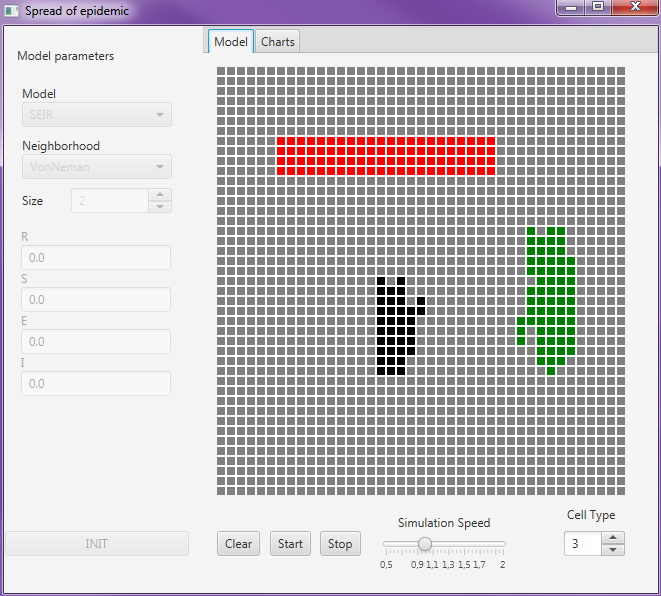 Spread of epidemic
Model parameters
Model
SEIR
Neighborhood
VonNeman
Size
2
R
0.0
S
0.0
E
0.0
I
0.0
INIT
Model Charts
Clear Start Stop
Simulation Speed
0,5 0,9 1,1 1,3 1,5 1,7 2
Cell Type
3